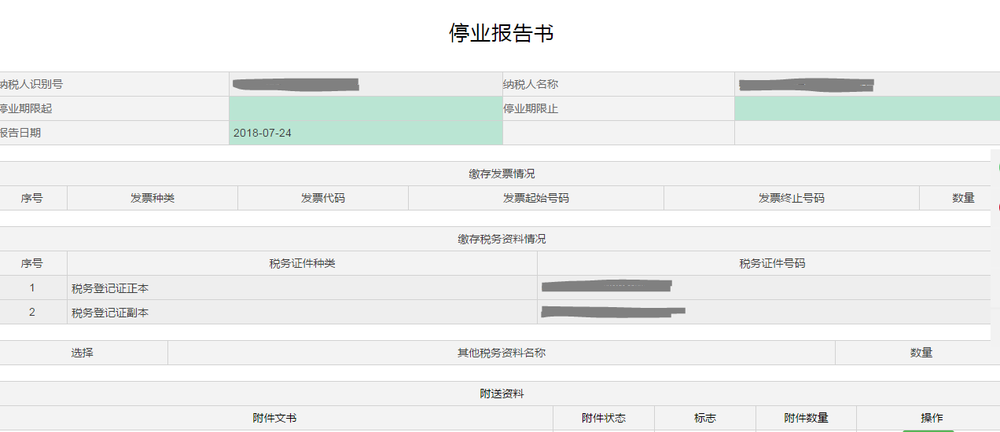 停业报告书
纳税人识别号 纳税人名称
停业期限起 停业期限止
报告日期 2018-07-24
缴存发票情况
序号 发票种类 发票代码 发票起始号码 发票终止号码 数量
缴存税务资料情况
序号 税务证件种类 税务证件号码
1 税务登记证正本
2 税务登记证副本
选择 其他税务资料名称 数量
附送资料
附件文书 附件状态 标志 附件数量 操作